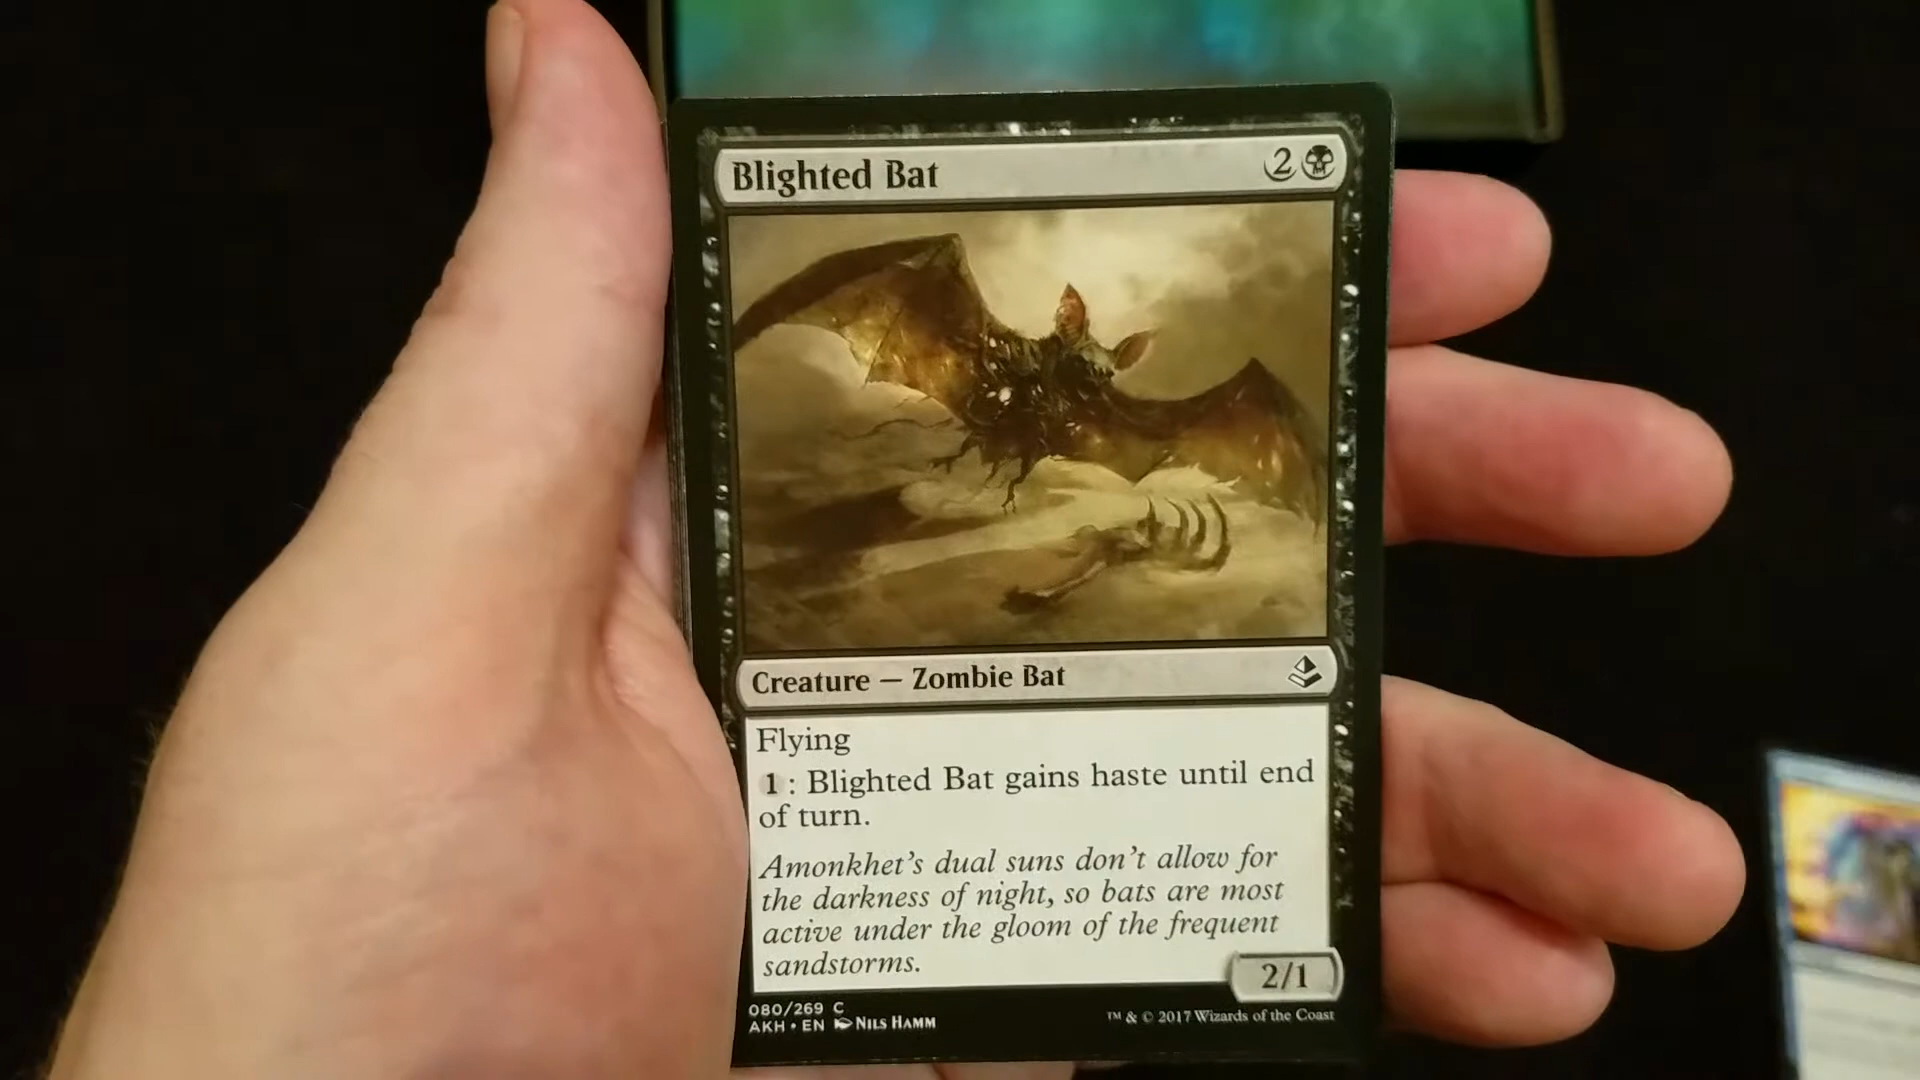 Blighted Bat 2
Creature — Zombie Bat
Flying
1 : Blighted Bat gains haste until end
of turn.
Amonkhet's dual suns don't allow for
the darkness of night, so bats are most
active under the gloom of the frequent
sandstorms.
2/1
080/269 C
AKH • EN Nils Hamm
™ & © 2017 Wizards of the Coast